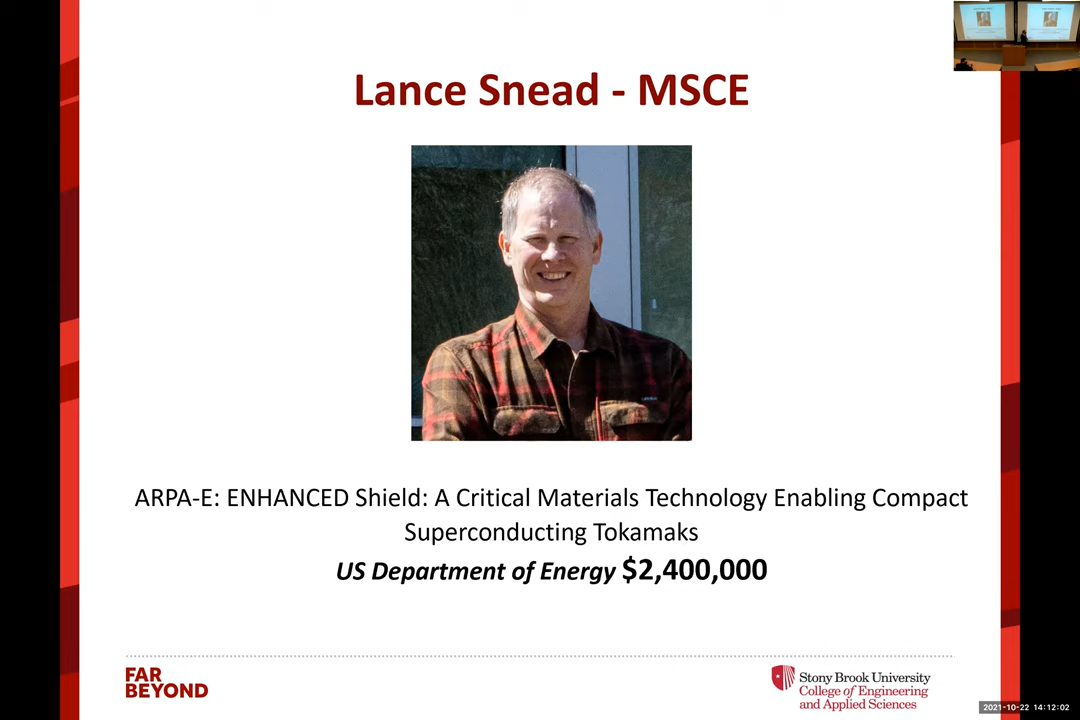 Lance Snead - MSCE
ARPA-E: ENHANCED Shield: A Critical Materials Technology Enabling Compact
Superconducting Tokamaks
US Department of Energy $2,400,000
FAR
BEYOND
Stony Brook University
College of Engineering
and Applied Sciences
2021-10-22 14:12:02